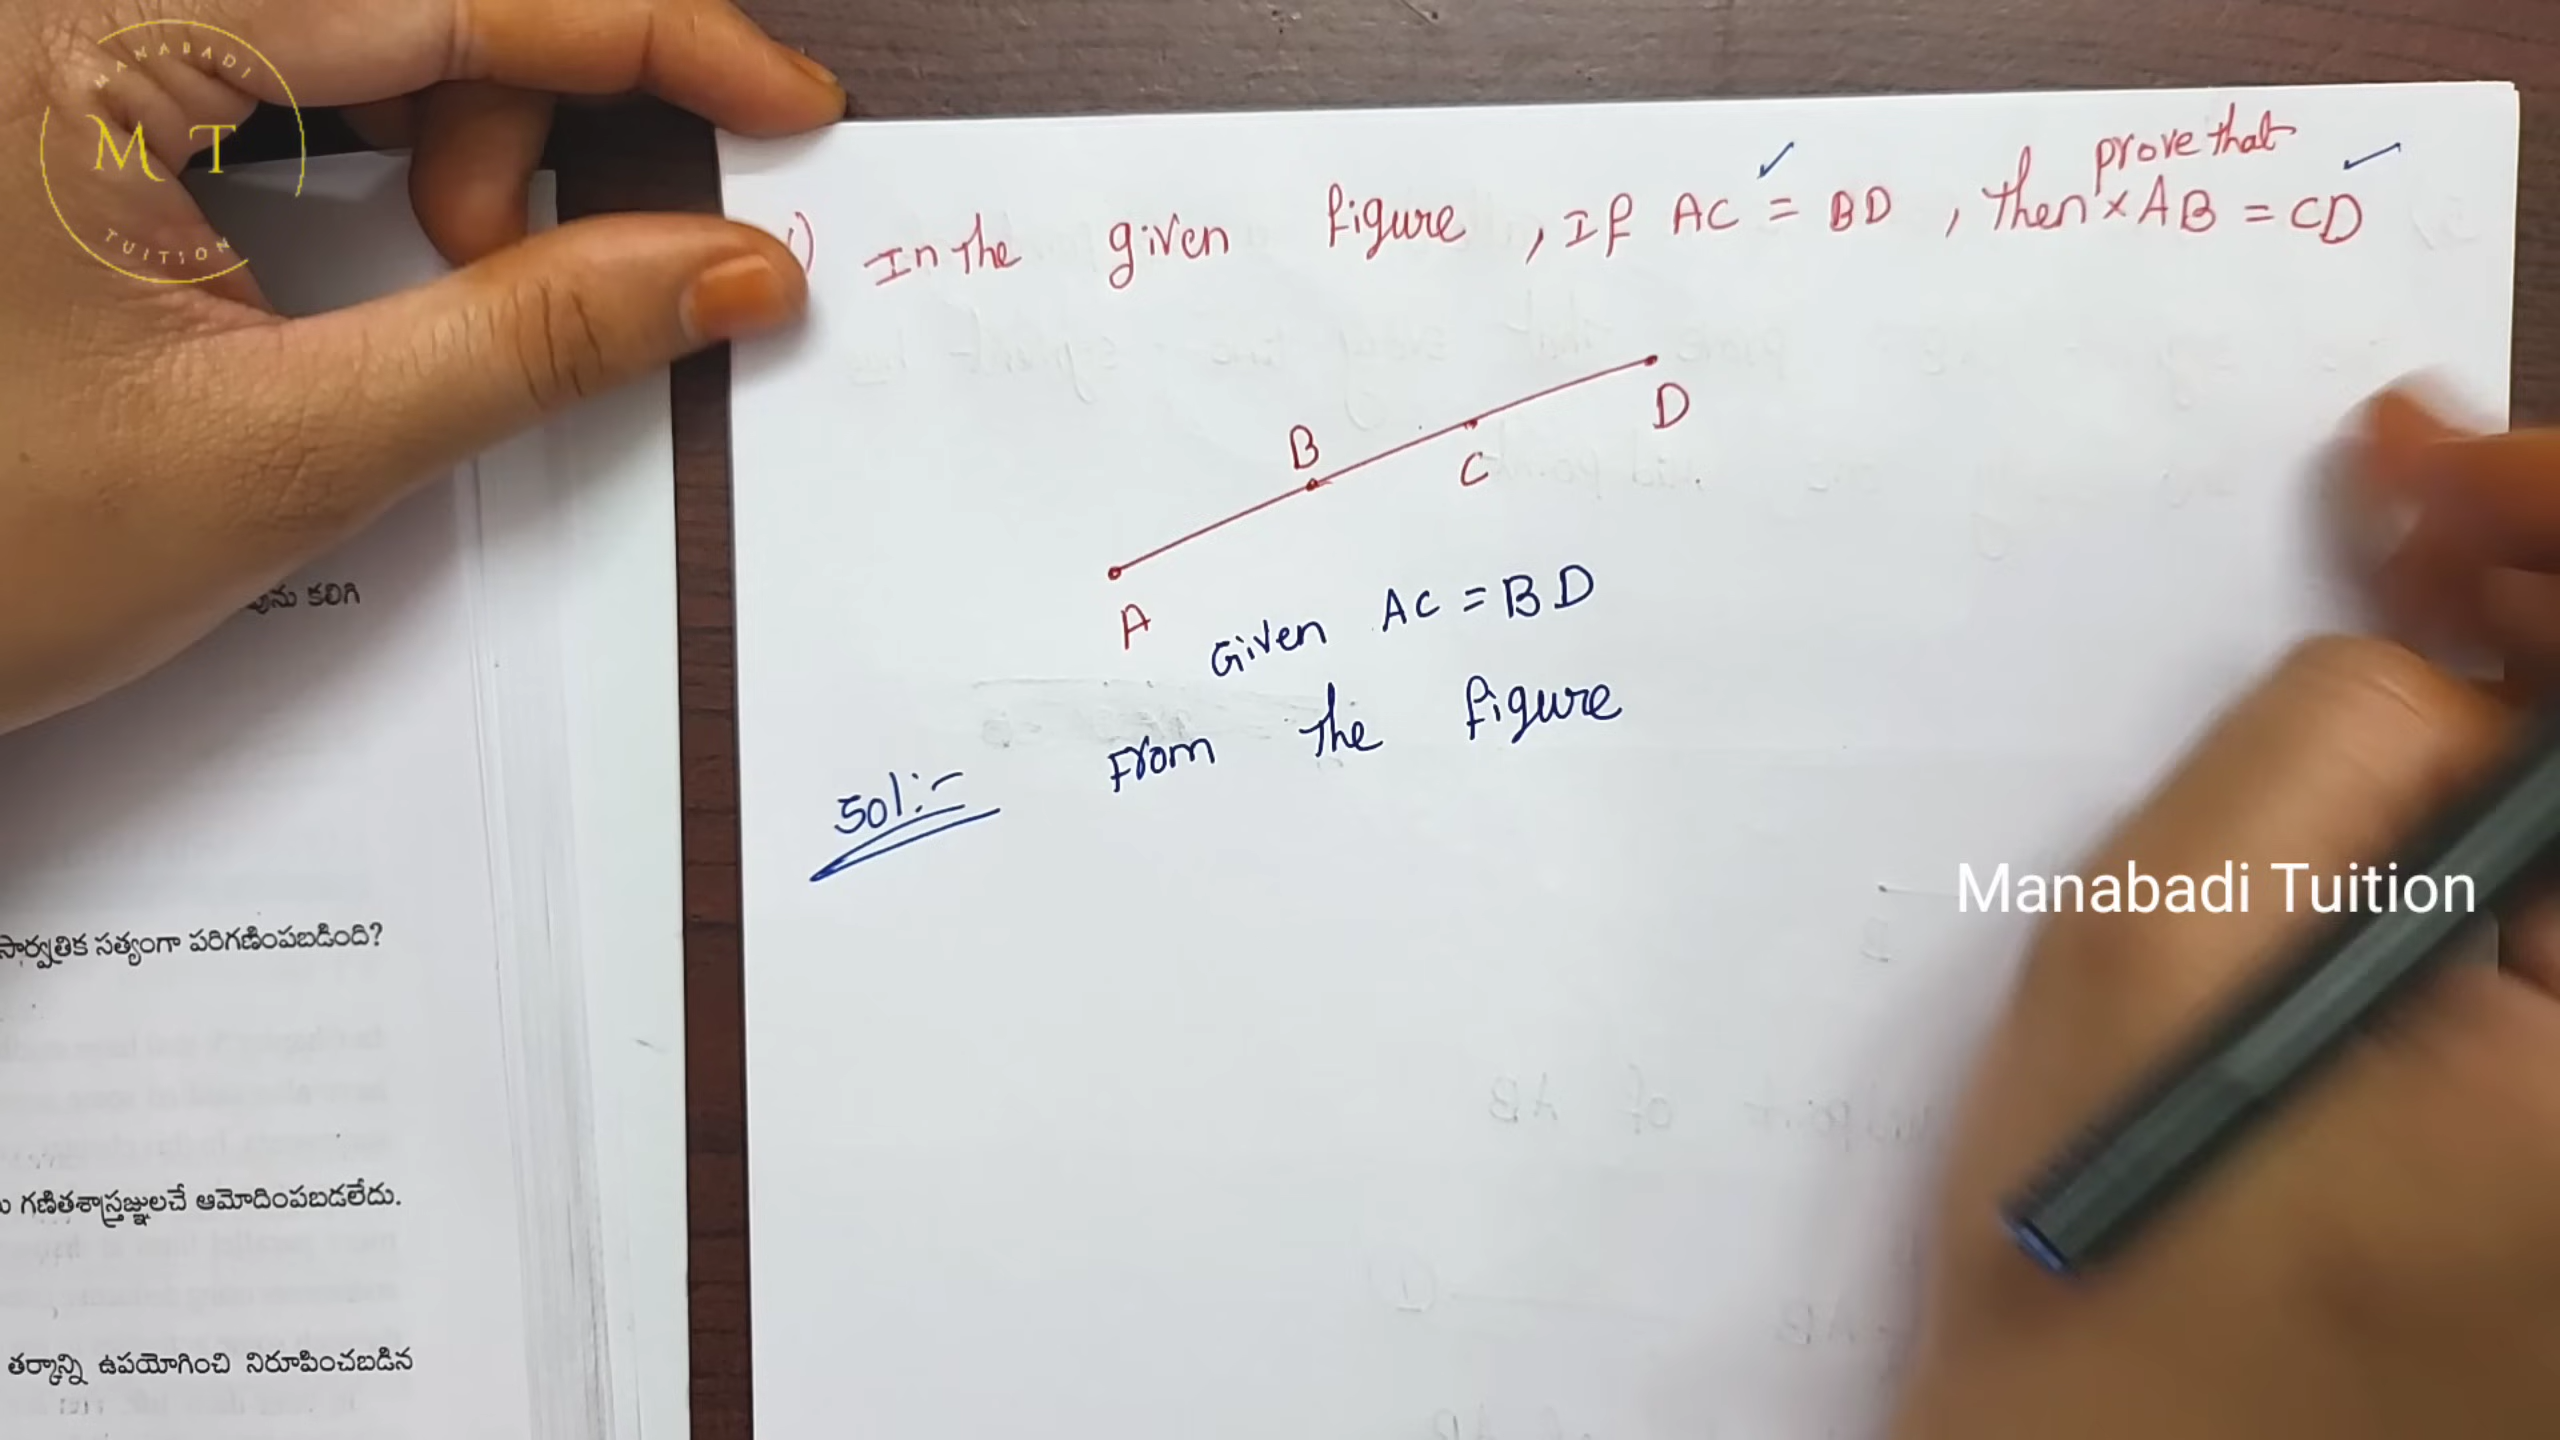 MANABADI
M T
TUITION
1) In the given figure, If AC = BD, then × AB = CD
prove that
B
C
D
A
Given AC = BD
Sol:- From the figure
కలిగి
సార్వత్రిక సత్యంగా పరిగణింపబడింది?
గణితశాస్త్రజ్ఞులచే ఆమోదింపబడలేదు.
తర్కాన్ని ఉపయోగించి నిరూపించబడిన
Manabadi Tuition